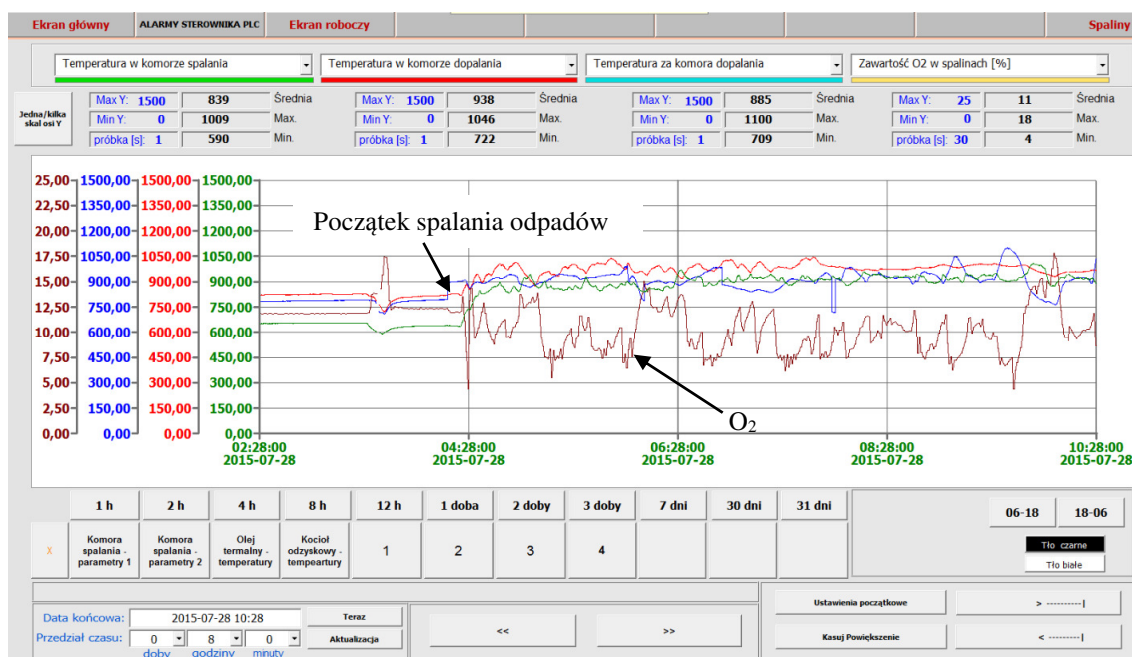 Ekran główny ALARMY STEROWNIKA PLC Ekran roboczy Spaliny
Temperatura w komorze spalania Temperatura w komorze dopalania Temperatura za komora dopalania Zawartość O2 w spalinach [%]
Jedna/kilka
skal osi Y
Max Y: 1500 839 Średnia Max Y: 1500 938 Średnia Max Y: 1500 885 Średnia Max Y: 25 11 Średnia
Min Y: 0 1009 Max. Min Y: 0 1046 Max. Min Y: 0 1100 Max. Min Y: 0 18 Max.
próbka [s]: 1 590 Min. próbka [s]: 1 722 Min. próbka [s]: 1 709 Min. próbka [s]: 30 4 Min.
25,00 1500,00 1500,00 1500,00
22,50 1350,00 1350,00 1350,00
Początek spalania odpadów
20,00 1200,00 1200,00 1200,00
17,50 1050,00 1050,00 1050,00
15,00 900,00 900,00 900,00
12,50 750,00 750,00 750,00
10,00 600,00 600,00 600,00
7,50 450,00 450,00 450,00
5,00 300,00 300,00 300,00
2,50 150,00 150,00 150,00
O2
0,00 0,00 0,00 0,00
02:28:00 04:28:00 06:28:00 08:28:00 10:28:00
2015-07-28 2015-07-28 2015-07-28 2015-07-28 2015-07-28
1 h 2 h 4 h 8 h 12 h 1 doba 2 doby 3 doby 7 dni 30 dni 31 dni 06-18 18-06
X
Komora
spalania -
parametry 1
Komora
spalania -
parametry 2
Olej
termalny -
temperatury
Kocioł
odzyskowy -
tempeartury
1 2 3 4
Tło czarne
Tło białe
Data końcowa: 2015-07-28 10:28 Teraz
Przedział czasu: 0 8 0 Aktualizacja
doby godziny minuty
<< >>
Ustawienia początkowe > ----------|
Kasuj Powiększenie < ---------|